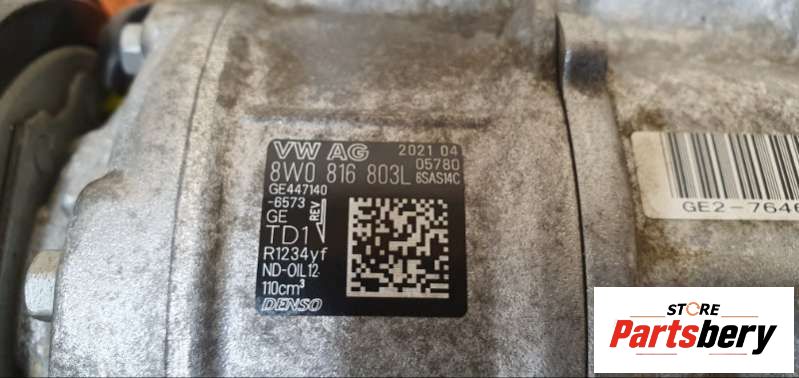 VW AG 2021 04
05780
8W0 816 803L 6SAS14C
GE447140
-6573
GE REV
TD1
R1234yf
ND-OIL12
110cm³
DENSO
GE2-7646
STORE
Partsbery